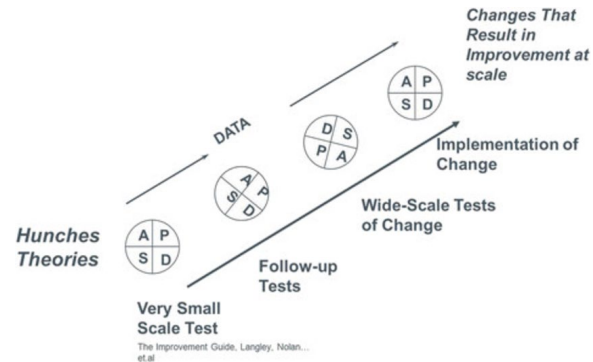 Changes That
Result in
Improvement at
scale
A P
S D
DATA
D S
P A
Implementation of
Change
A P
S D
Wide-Scale Tests
of Change
Hunches
Theories
A P
S D
Follow-up
Tests
Very Small
Scale Test
The Improvement Guide, Langley, Nolan...
et.al